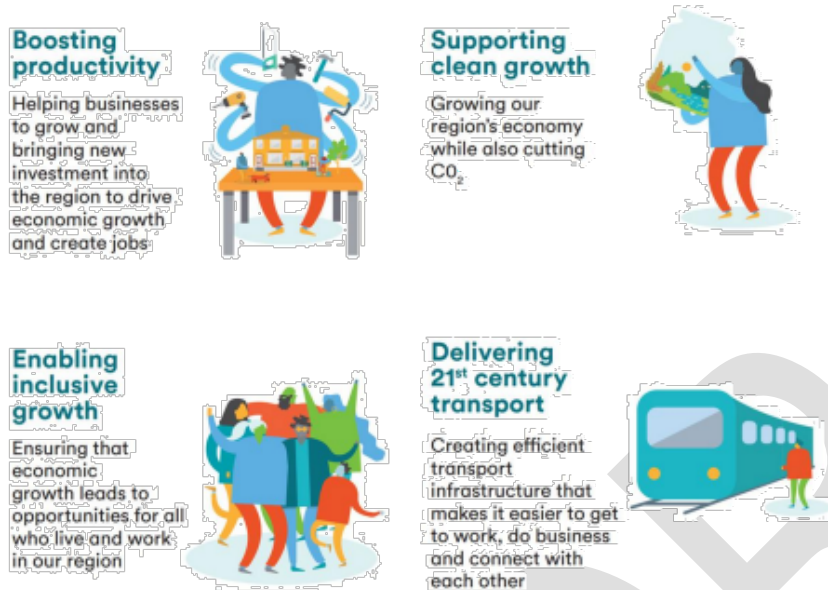 Boosting
productivity
Helping businesses
to grow and
bringing new
investment into
the region to drive
economic growth
and create jobs
Supporting
clean growth
Growing our
region's economy
while also cutting
C0₂
Enabling
inclusive
growth
Ensuring that
economic
growth leads to
opportunities for all
who live and work
in our region
Delivering
21st century
transport
Creating efficient
transport
infrastructure that
makes it easier to get
to work, do business
and connect with
each other